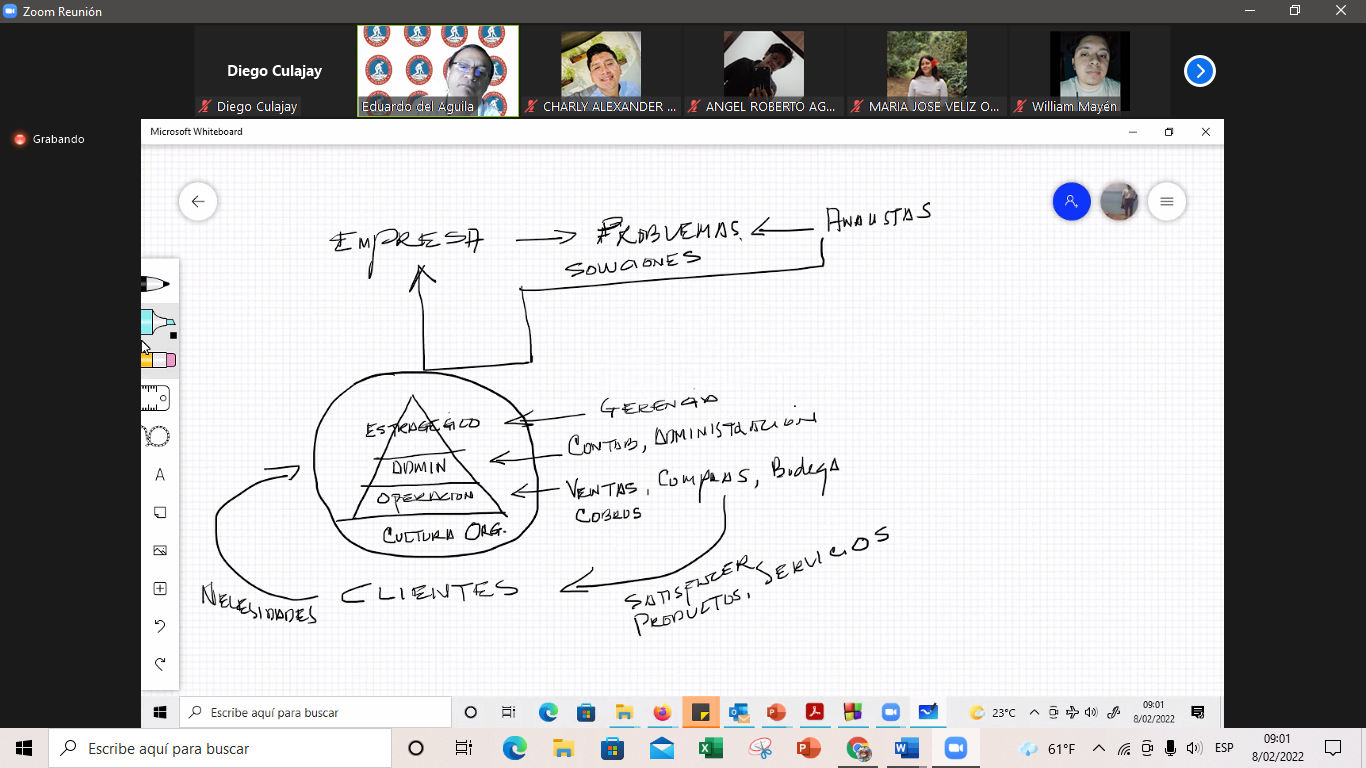 Zoom Reunión
Diego Culajay
Diego Culajay
Eduardo del Aguila
CHARLY ALEXANDER ...
ANGEL ROBERTO AG...
MARIA JOSE VELIZ O...
William Mayén
Grabando
Microsoft Whiteboard
EMPRESA
PROBLEMAS
ANALISTAS
SOLUCIONES
GERENCIA
ESTRAGEGICO
CONTAB, ADMINISTRACIÓN
ADMIN
VENTAS, COMPRAS, Bodega
OPERACION
COBROS
CULTURA ORG.
CLIENTES
NECESIDADES
SATISFENCER
PRODUCTOS, SERVICIOS
A
Escribe aquí para buscar
23°C
09:01
8/02/2022
Escribe aquí para buscar
61°F
ESP
09:01
8/02/2022